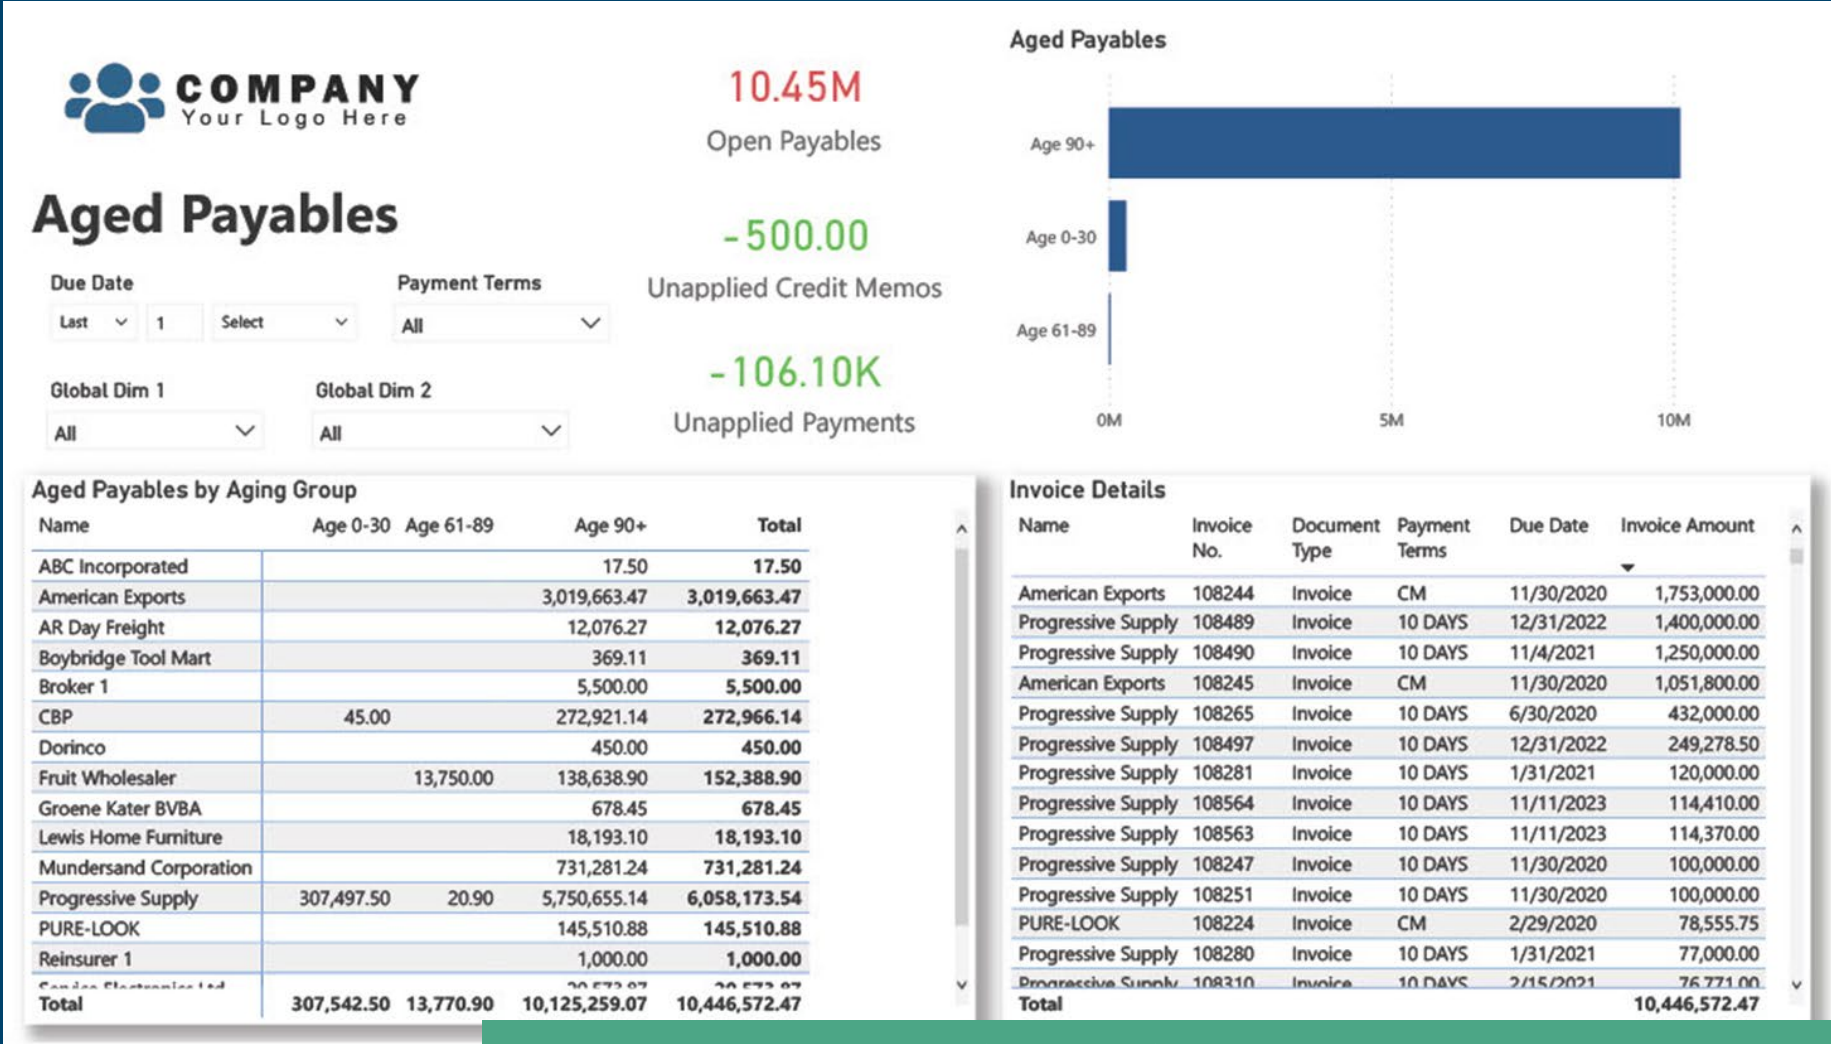 COMPANY
Your Logo Here
Aged Payables
Due Date
Payment Terms
Last
1
Select
All
Global Dim 1
Global Dim 2
All
All
10.45M
Open Payables
-500.00
Unapplied Credit Memos
-106.10K
Unapplied Payments
Aged Payables
Age 90+
Age 0-30
Age 61-89
0M 5M 10M
Aged Payables by Aging Group
Name Age 0-30 Age 61-89 Age 90+ Total
ABC Incorporated 17.50 17.50
American Exports 3,019,663.47 3,019,663.47
AR Day Freight 12,076.27 12,076.27
Boybridge Tool Mart 369.11 369.11
Broker 1 5,500.00 5,500.00
CBP 45.00 272,921.14 272,966.14
Dorinco 450.00 450.00
Fruit Wholesaler 13,750.00 138,638.90 152,388.90
Groene Kater BVBA 678.45 678.45
Lewis Home Furniture 18,193.10 18,193.10
Mundersand Corporation 731,281.24 731,281.24
Progressive Supply 307,497.50 20.90 5,750,655.14 6,058,173.54
PURE-LOOK 145,510.88 145,510.88
Reinsurer 1 1,000.00 1,000.00
Total 307,542.50 13,770.90 10,125,259.07 10,446,572.47
Invoice Details
Name Invoice No. Document Type Payment Terms Due Date Invoice Amount
American Exports 108244 Invoice CM 11/30/2020 1,753,000.00
Progressive Supply 108489 Invoice 10 DAYS 12/31/2022 1,400,000.00
Progressive Supply 108490 Invoice 10 DAYS 11/4/2021 1,250,000.00
American Exports 108245 Invoice CM 11/30/2020 1,051,800.00
Progressive Supply 108265 Invoice 10 DAYS 6/30/2020 432,000.00
Progressive Supply 108497 Invoice 10 DAYS 12/31/2022 249,278.50
Progressive Supply 108281 Invoice 10 DAYS 1/31/2021 120,000.00
Progressive Supply 108564 Invoice 10 DAYS 11/11/2023 114,410.00
Progressive Supply 108563 Invoice 10 DAYS 11/11/2023 114,370.00
Progressive Supply 108247 Invoice 10 DAYS 11/30/2020 100,000.00
Progressive Supply 108251 Invoice 10 DAYS 11/30/2020 100,000.00
PURE-LOOK 108224 Invoice CM 2/29/2020 78,555.75
Progressive Supply 108280 Invoice 10 DAYS 1/31/2021 77,000.00
Progressive Supply 108310 Invoice 10 DAYS 2/15/2021 76,771.00
Total 10,446,572.47